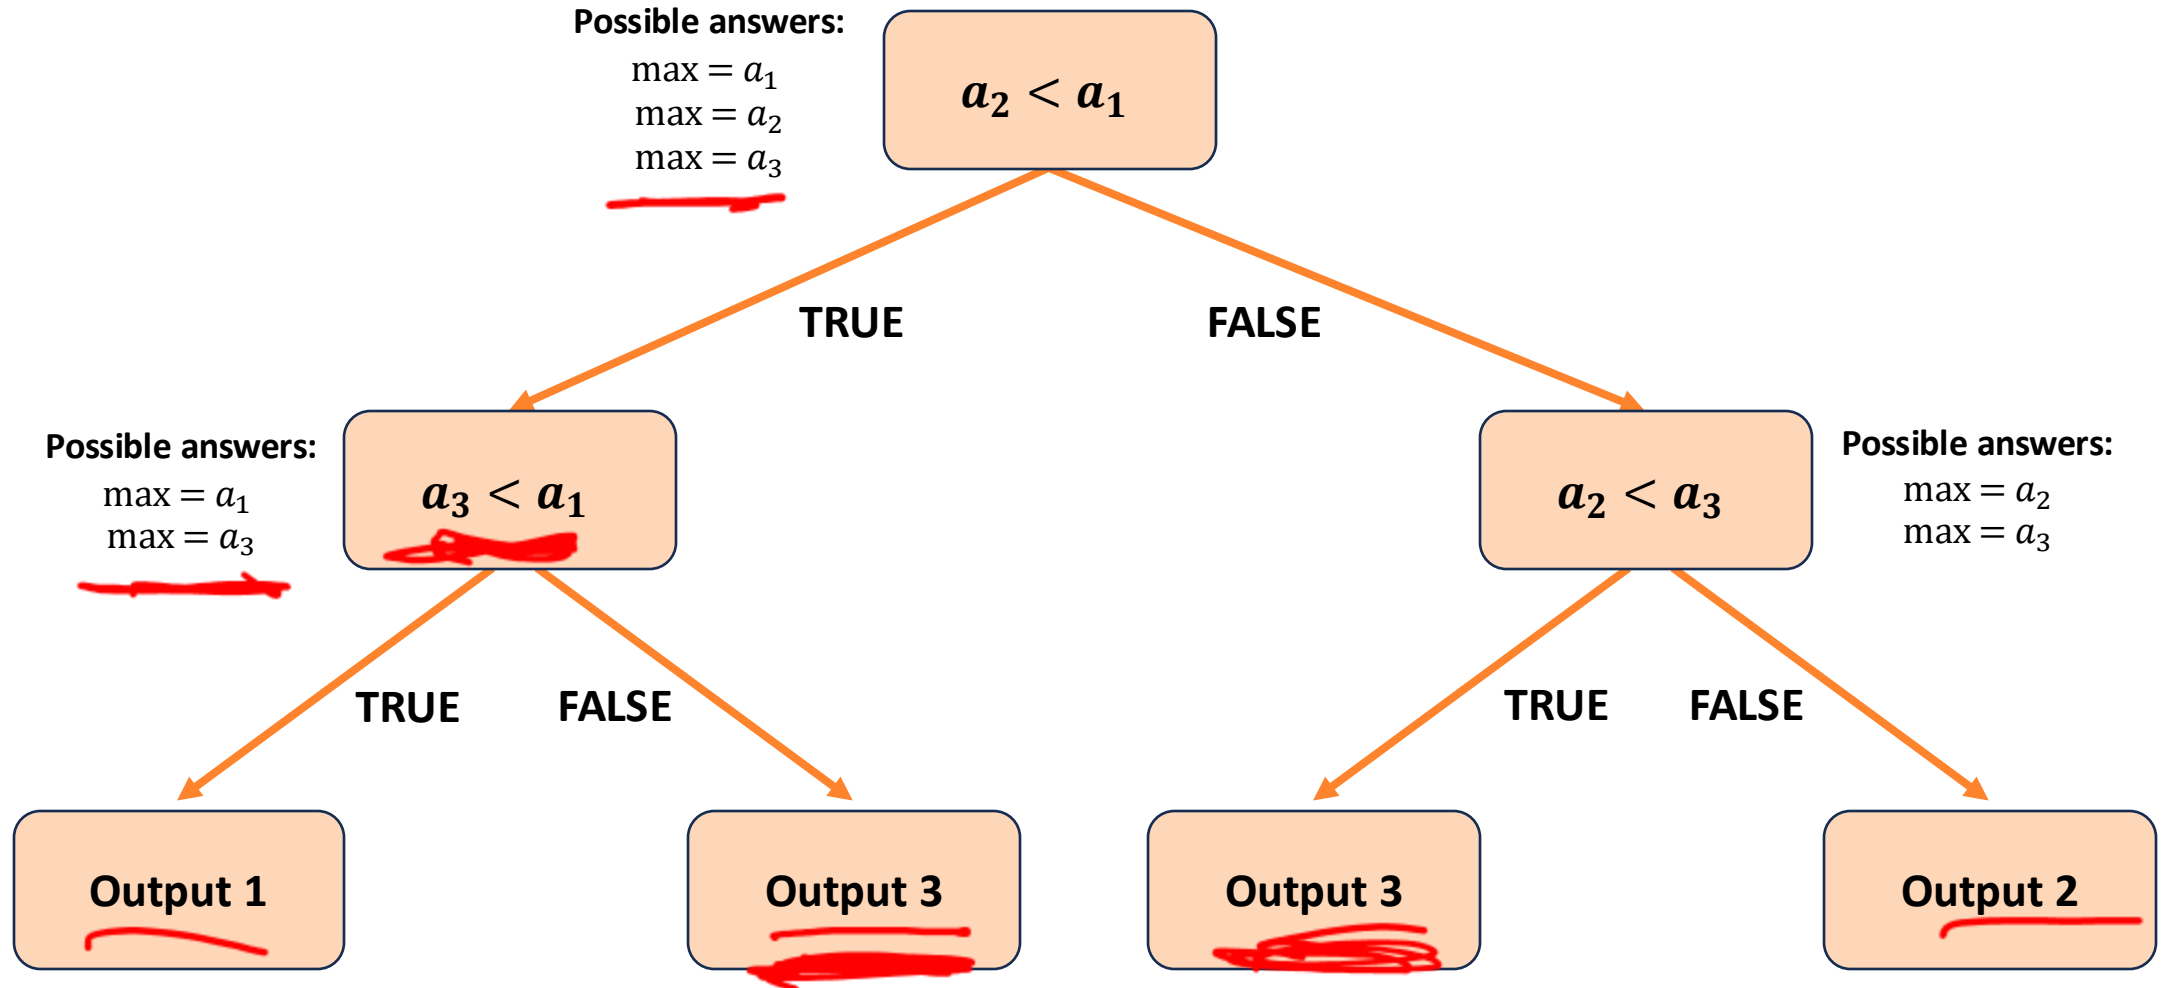 Possible answers:
max = a₁
max = a₂
max = a₃
a₂ < a₁
TRUE
FALSE
Possible answers:
max = a₁
max = a₃
a₃ < a₁
a₂ < a₃
Possible answers:
max = a₂
max = a₃
TRUE
FALSE
TRUE
FALSE
Output 1
Output 3
Output 3
Output 2